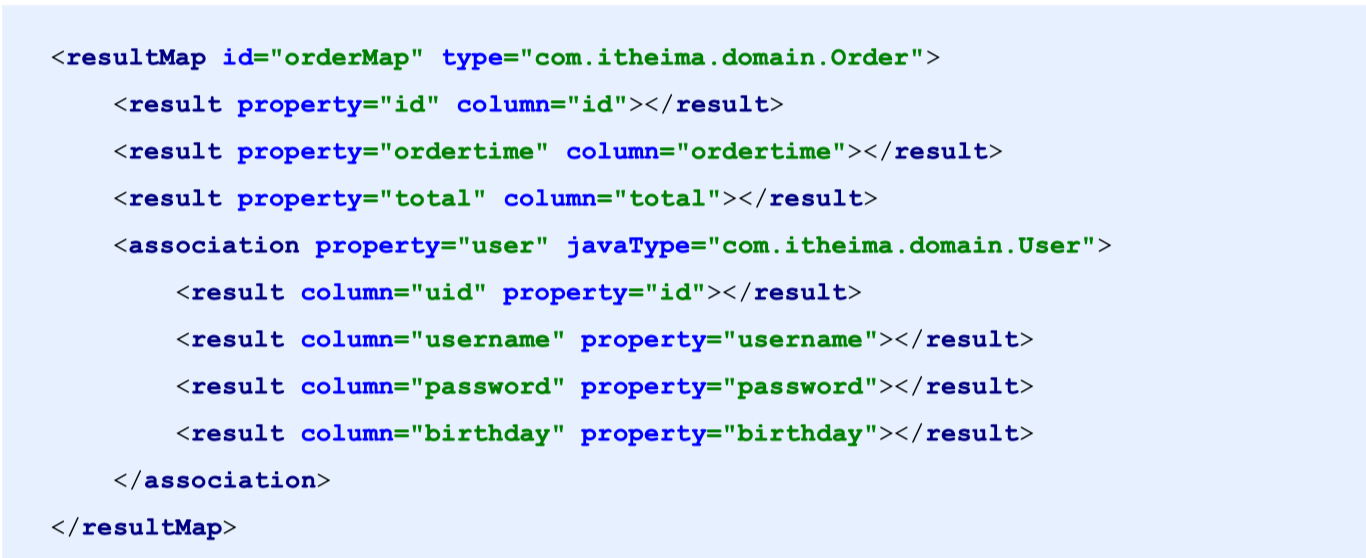 <resultMap id="orderMap" type="com.itheima.domain.Order">
    <result property="id" column="id"></result>
    <result property="ordertime" column="ordertime"></result>
    <result property="total" column="total"></result>
    <association property="user" javaType="com.itheima.domain.User">
        <result column="uid" property="id"></result>
        <result column="username" property="username"></result>
        <result column="password" property="password"></result>
        <result column="birthday" property="birthday"></result>
    </association>
</resultMap>